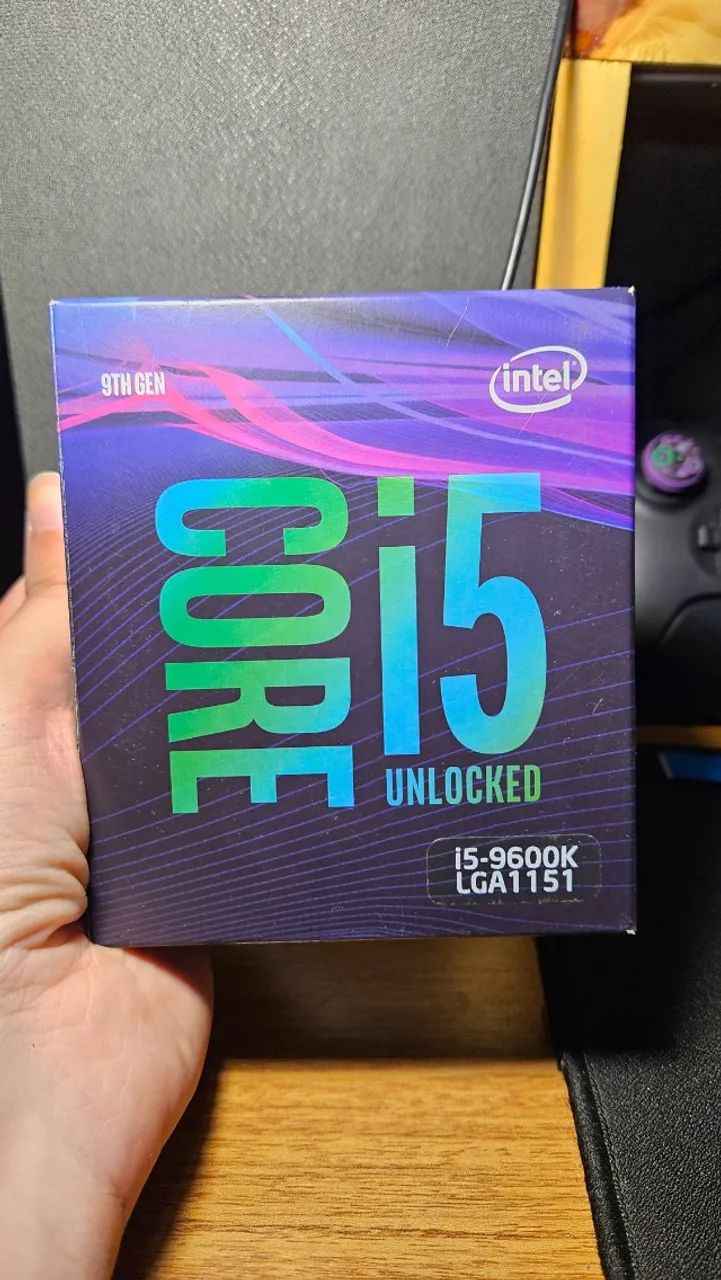 9TH GEN
intel
CORE
i5
UNLOCKED
i5-9600K
LGA1151